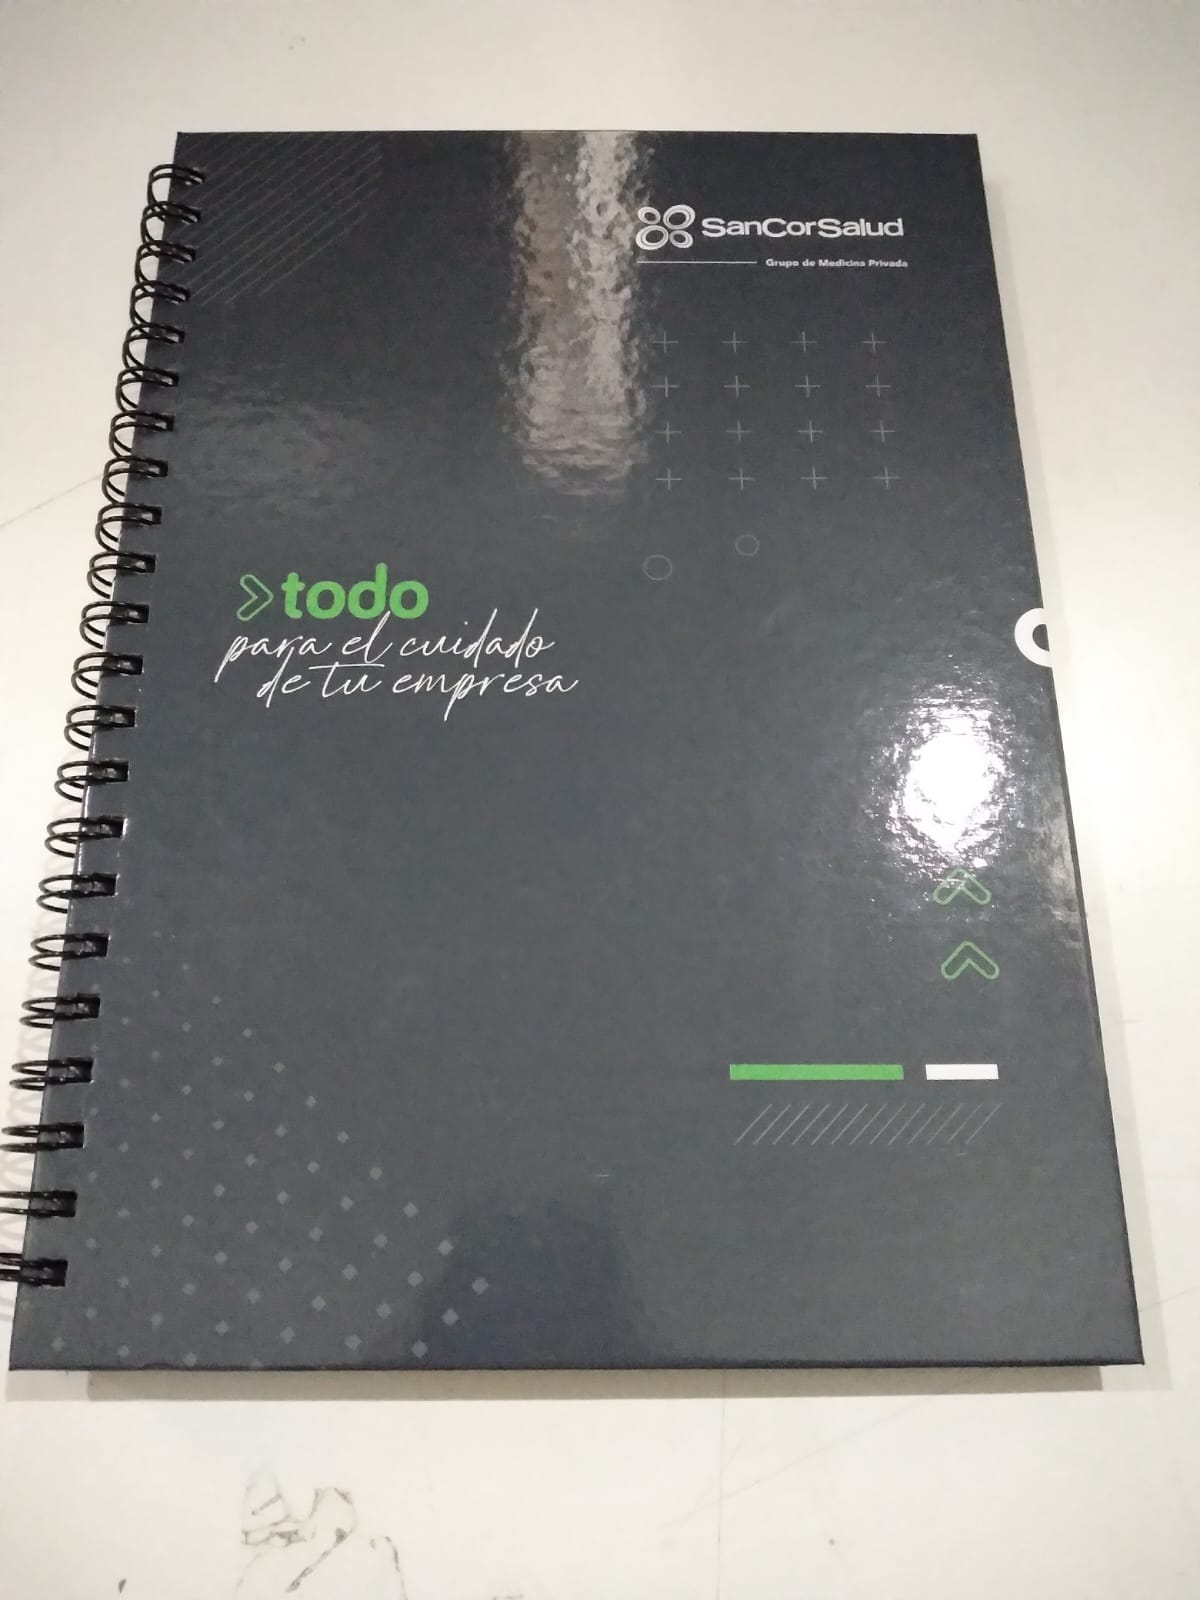 SanCorSalud
Grupo de Medicina Privada
todo
para el cuidado
de tu empresa